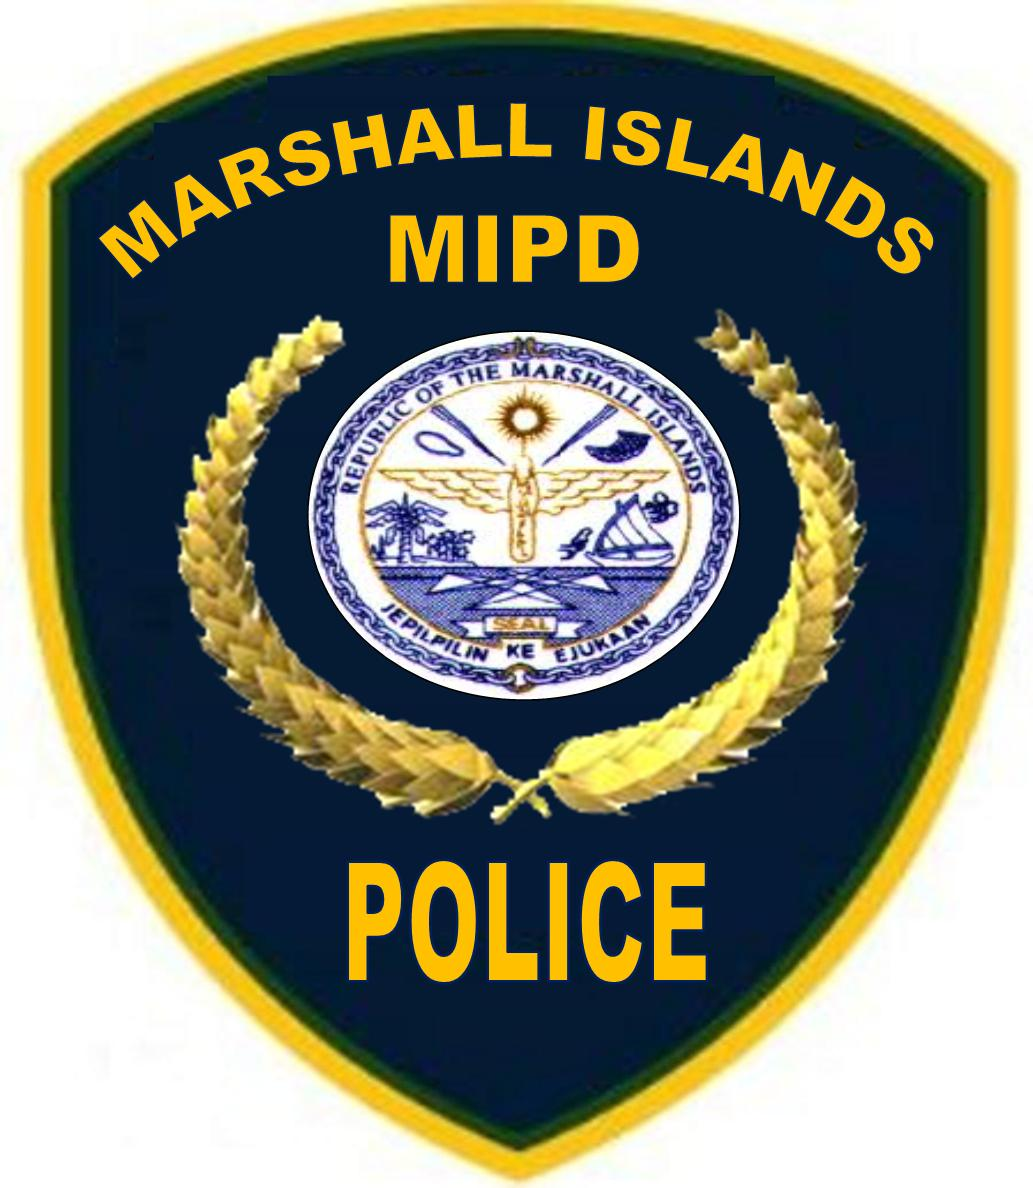 MARSHALL ISLANDS
MIPD
REPUBLIC OF THE MARSHALL ISLANDS
SEAL
JEPILPILIN KE EJUKAAN
POLICE